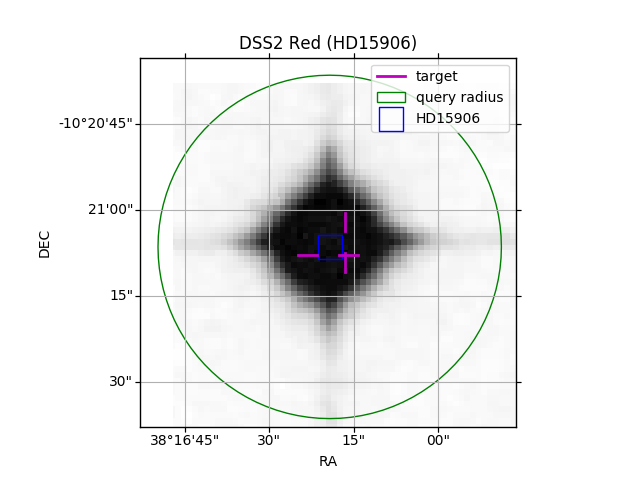 DSS2 Red (HD15906)
target
query radius
HD15906
-10°20'45"
21'00"
15"
30"
DEC
38°16'45"
30"
15"
00"
RA